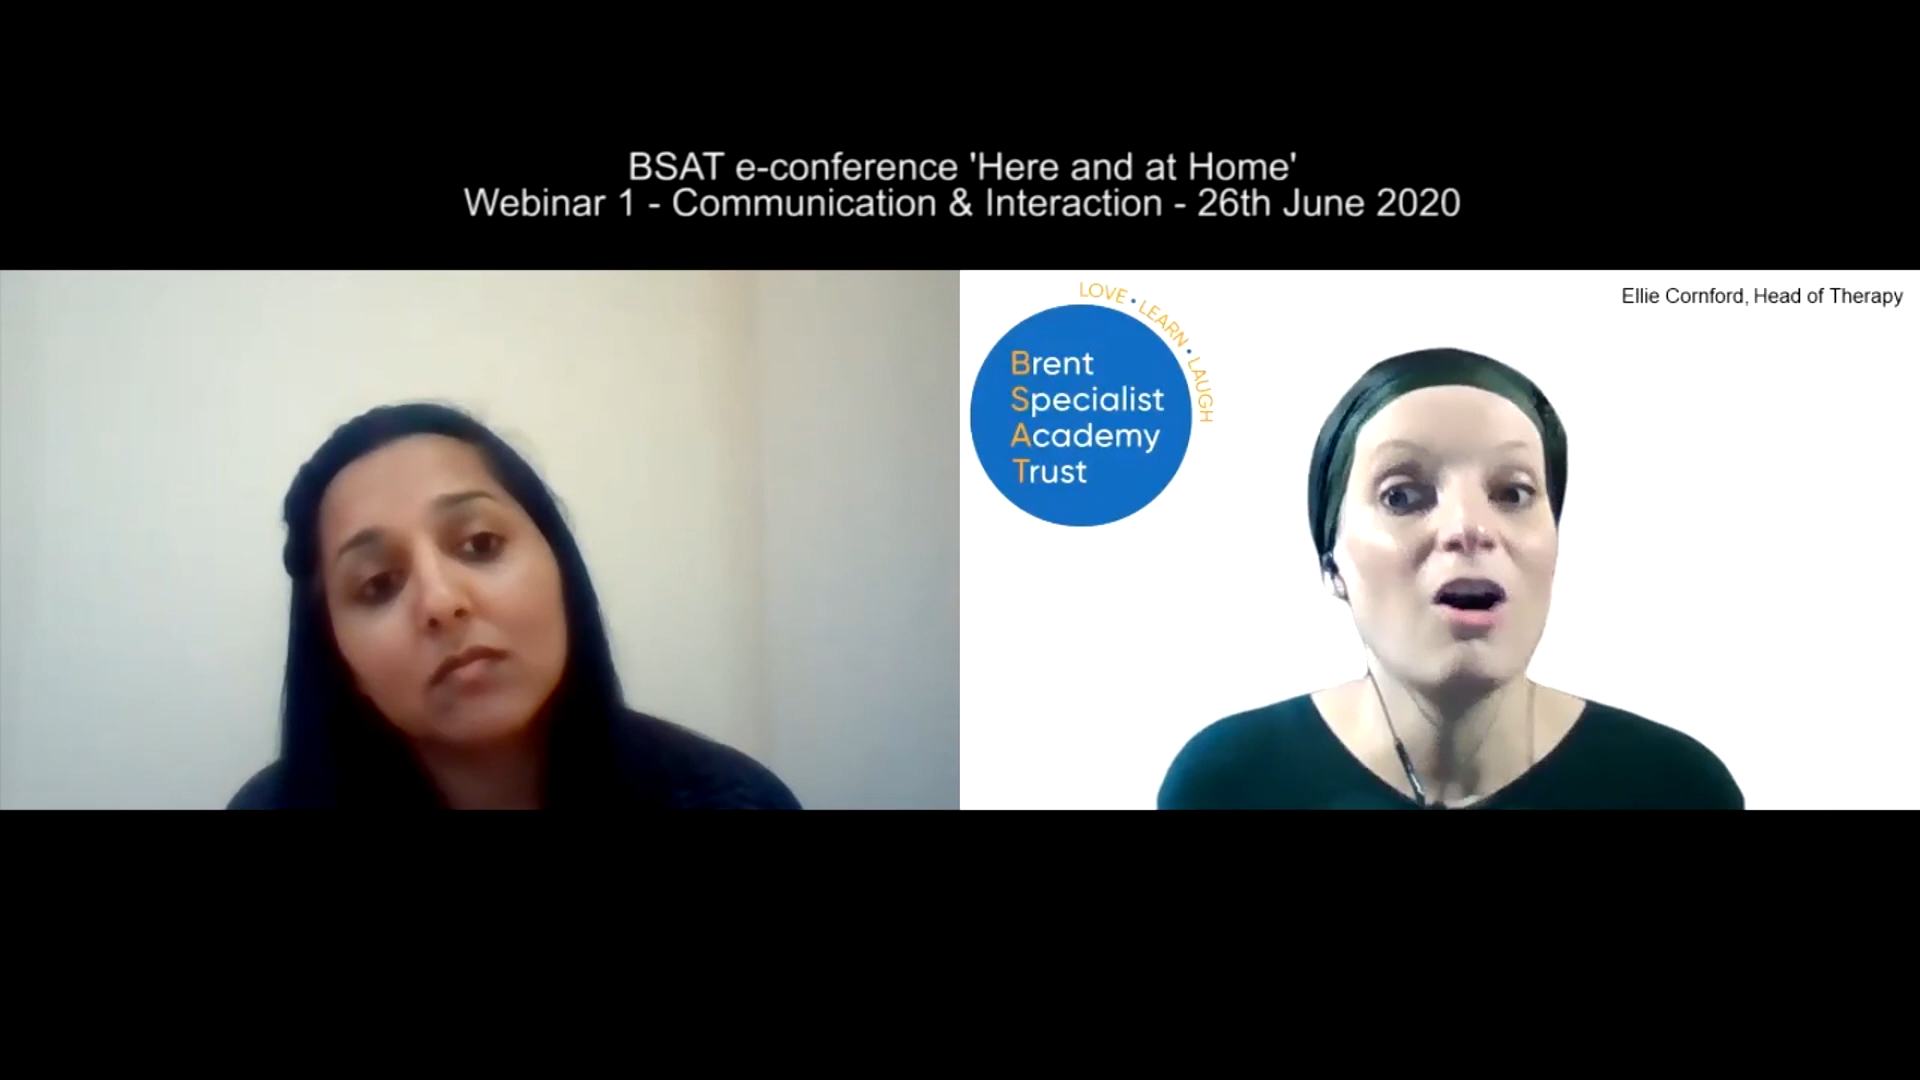 BSAT e-conference 'Here and at Home'
Webinar 1 - Communication & Interaction - 26th June 2020
LOVE • LEARN • LAUGH
Brent
Specialist
Academy
Trust
Ellie Cornford, Head of Therapy